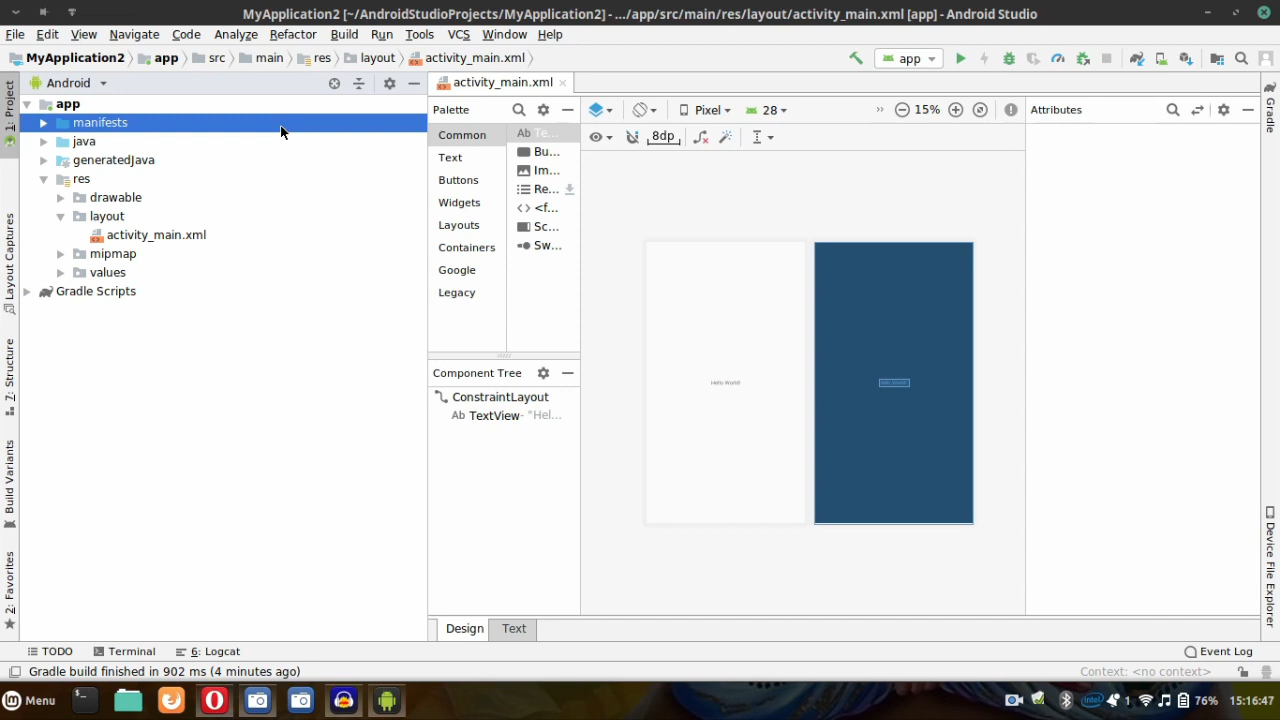 MyApplication2 [~/AndroidStudioProjects/MyApplication2] - .../app/src/main/res/layout/activity_main.xml [app] - Android Studio
File Edit View Navigate Code Analyze Refactor Build Run Tools VCS Window Help
MyApplication2 app src main res layout activity_main.xml app
1: Project
Layout Captures
7: Structure
Build Variants
2: Favorites
Android
app
manifests
java
generatedJava
res
drawable
layout
activity_main.xml
mipmap
values
Gradle Scripts
activity_main.xml
Palette
Common
Text
Buttons
Widgets
Layouts
Containers
Google
Legacy
Ab Te...
Bu...
Im...
Re...
<f...
Sc...
Sw...
Component Tree
ConstraintLayout
Ab TextView- "Hel...
Pixel 28 15%
8dp
Hello World!
Attributes
Gradle
Device File Explorer
Design Text
TODO Terminal 6: Logcat Event Log
Gradle build finished in 902 ms (4 minutes ago) Context: <no context>
Menu 1 76% 15:16:47